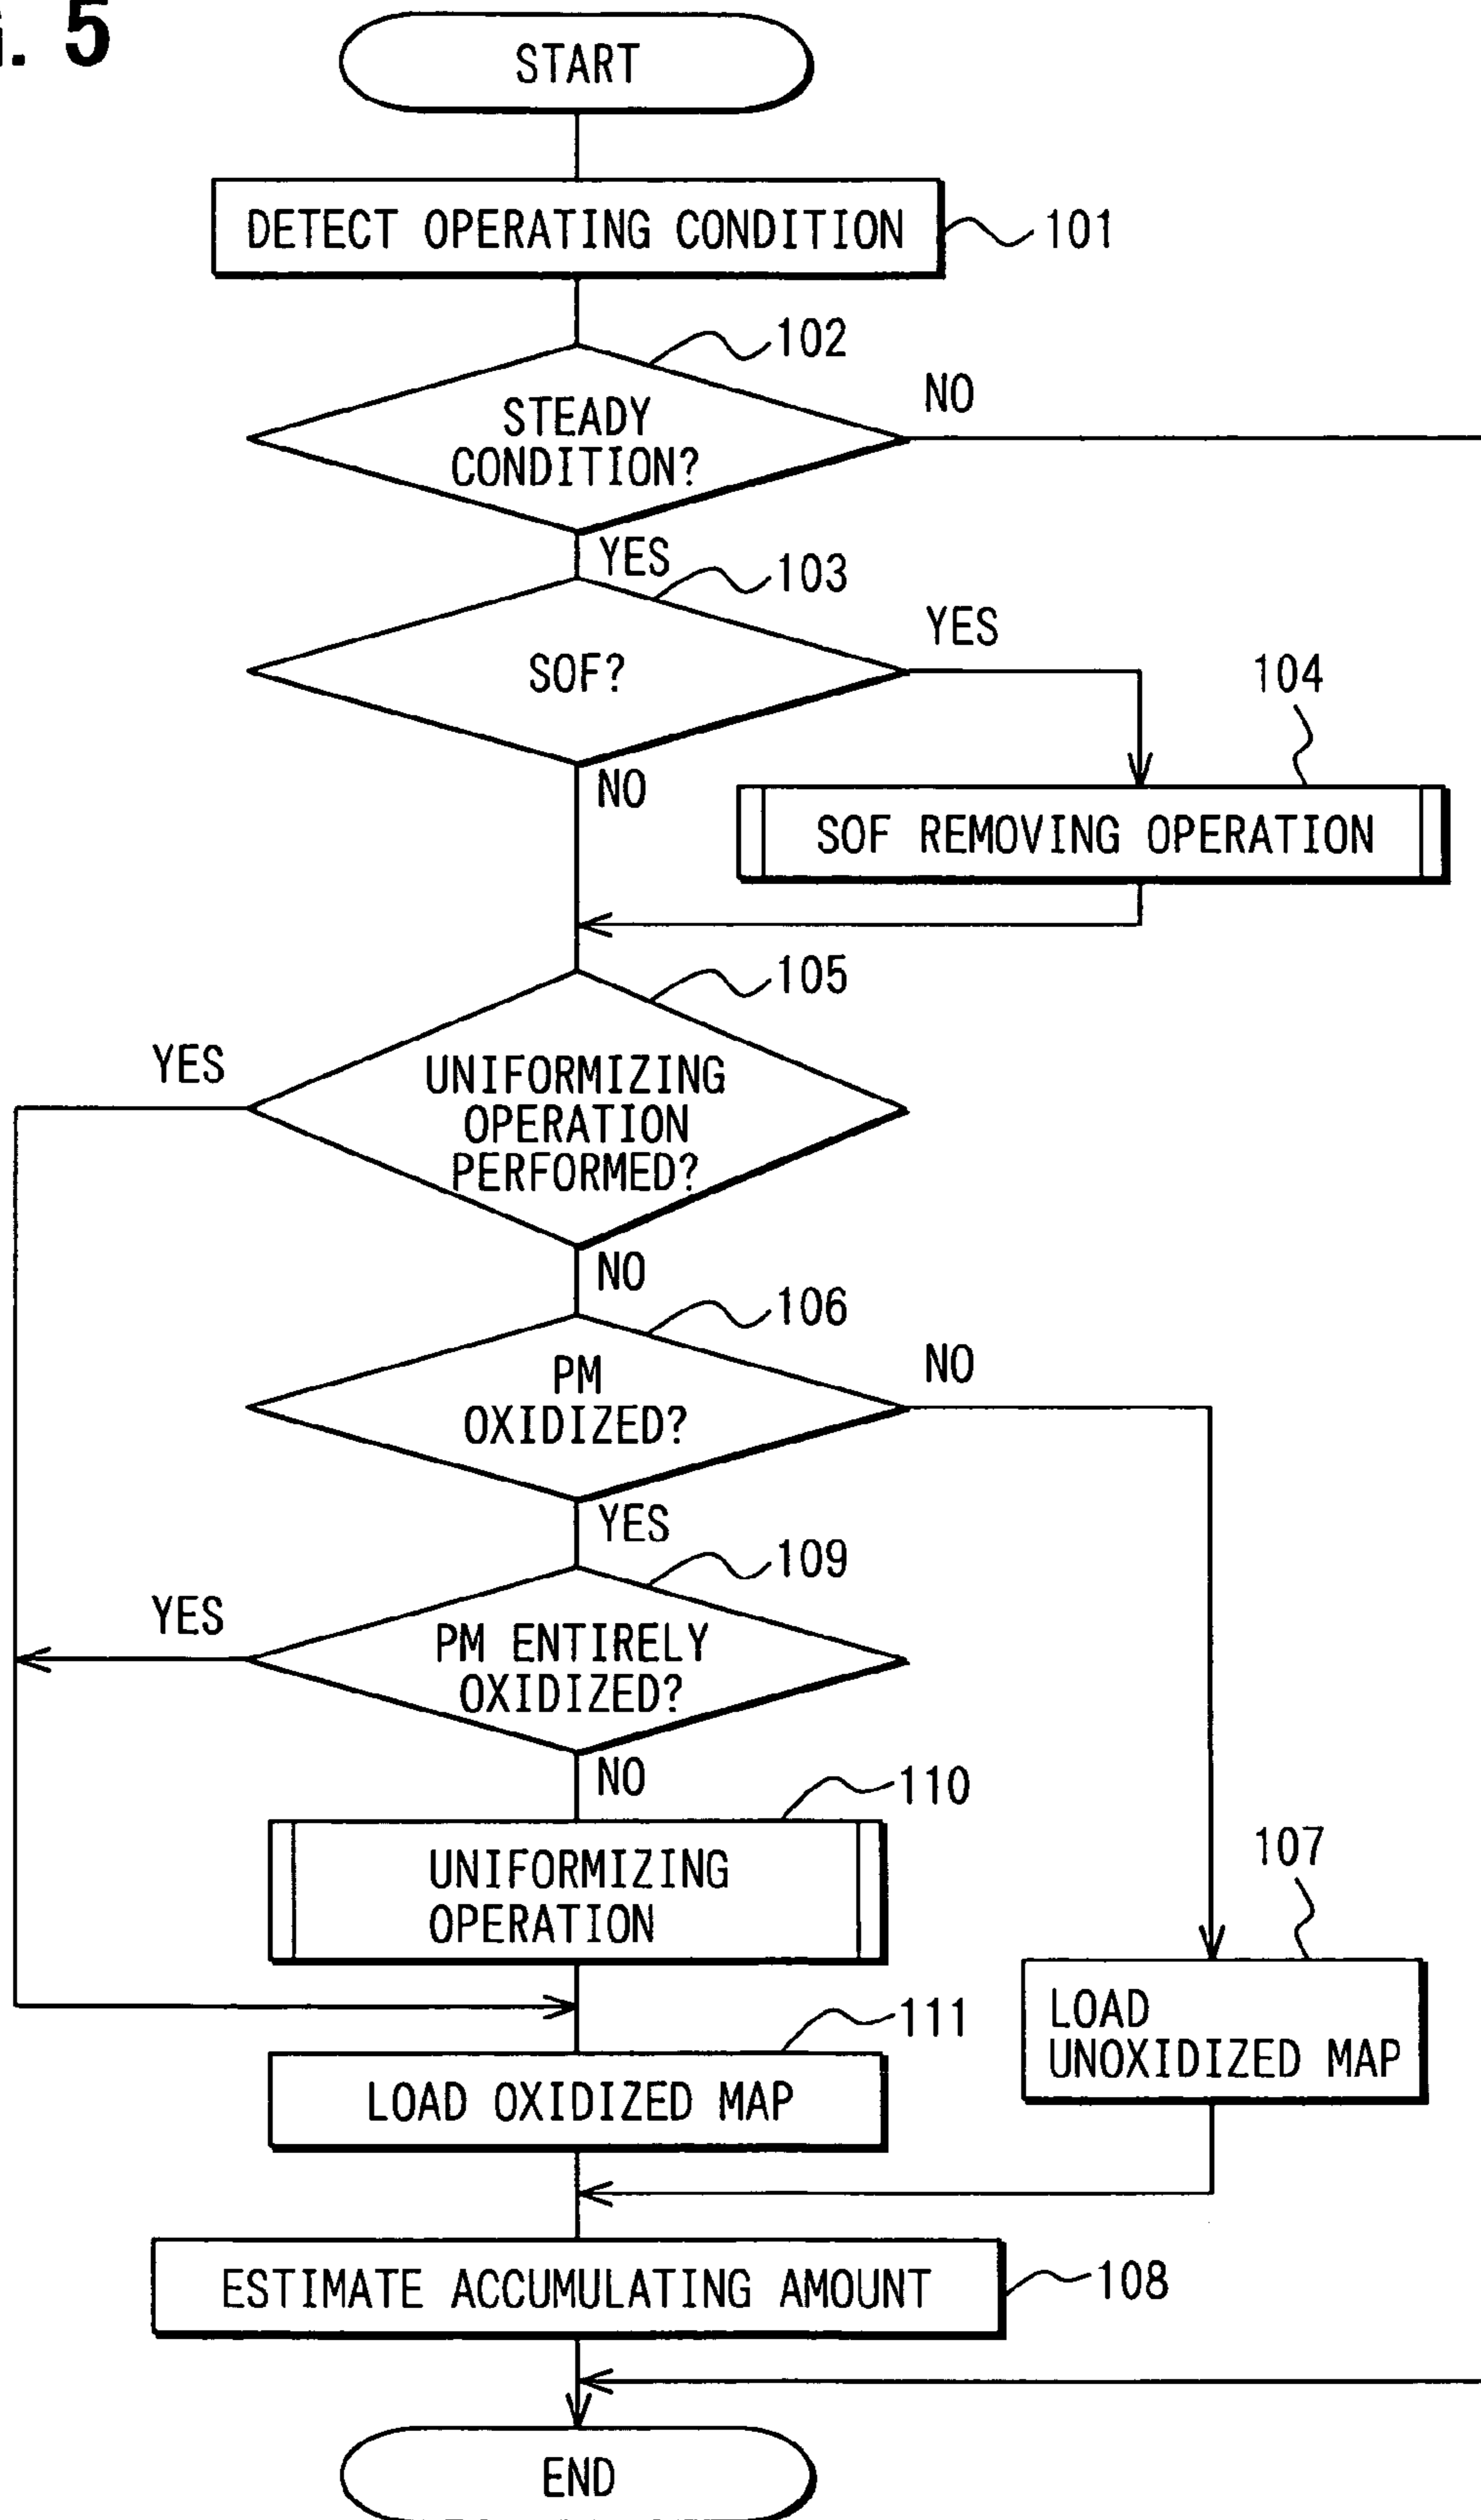 . 5
START
DETECT OPERATING CONDITION
101
102
STEADY
CONDITION?
NO
YES
103
SOF?
YES
104
NO
SOF REMOVING OPERATION
105
YES
UNIFORMIZING
OPERATION
PERFORMED?
NO
106
PM
OXIDIZED?
NO
YES
109
YES
PM ENTIRELY
OXIDIZED?
NO
110
UNIFORMIZING
OPERATION
107
LOAD
UNOXIDIZED MAP
111
LOAD OXIDIZED MAP
ESTIMATE ACCUMULATING AMOUNT
108
END